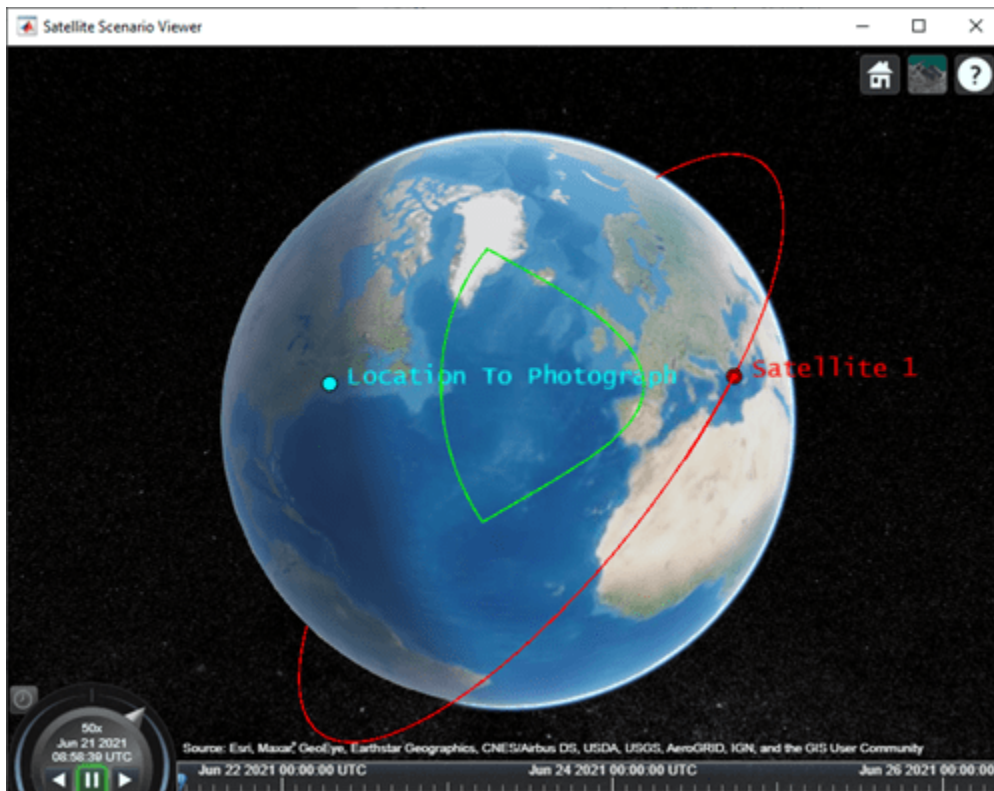 Satellite Scenario Viewer
?
Location To Photograph
Satellite 1
50x
Jun 21 2021
08:58:39 UTC
Source: Esri, Maxar, GeoEye, Earthstar Geographics, CNES/Airbus DS, USDA, USGS, AeroGRID, IGN, and the GIS User Community
Jun 22 2021 00:00:00 UTC
Jun 24 2021 00:00:00 UTC
Jun 26 2021 00:00:00